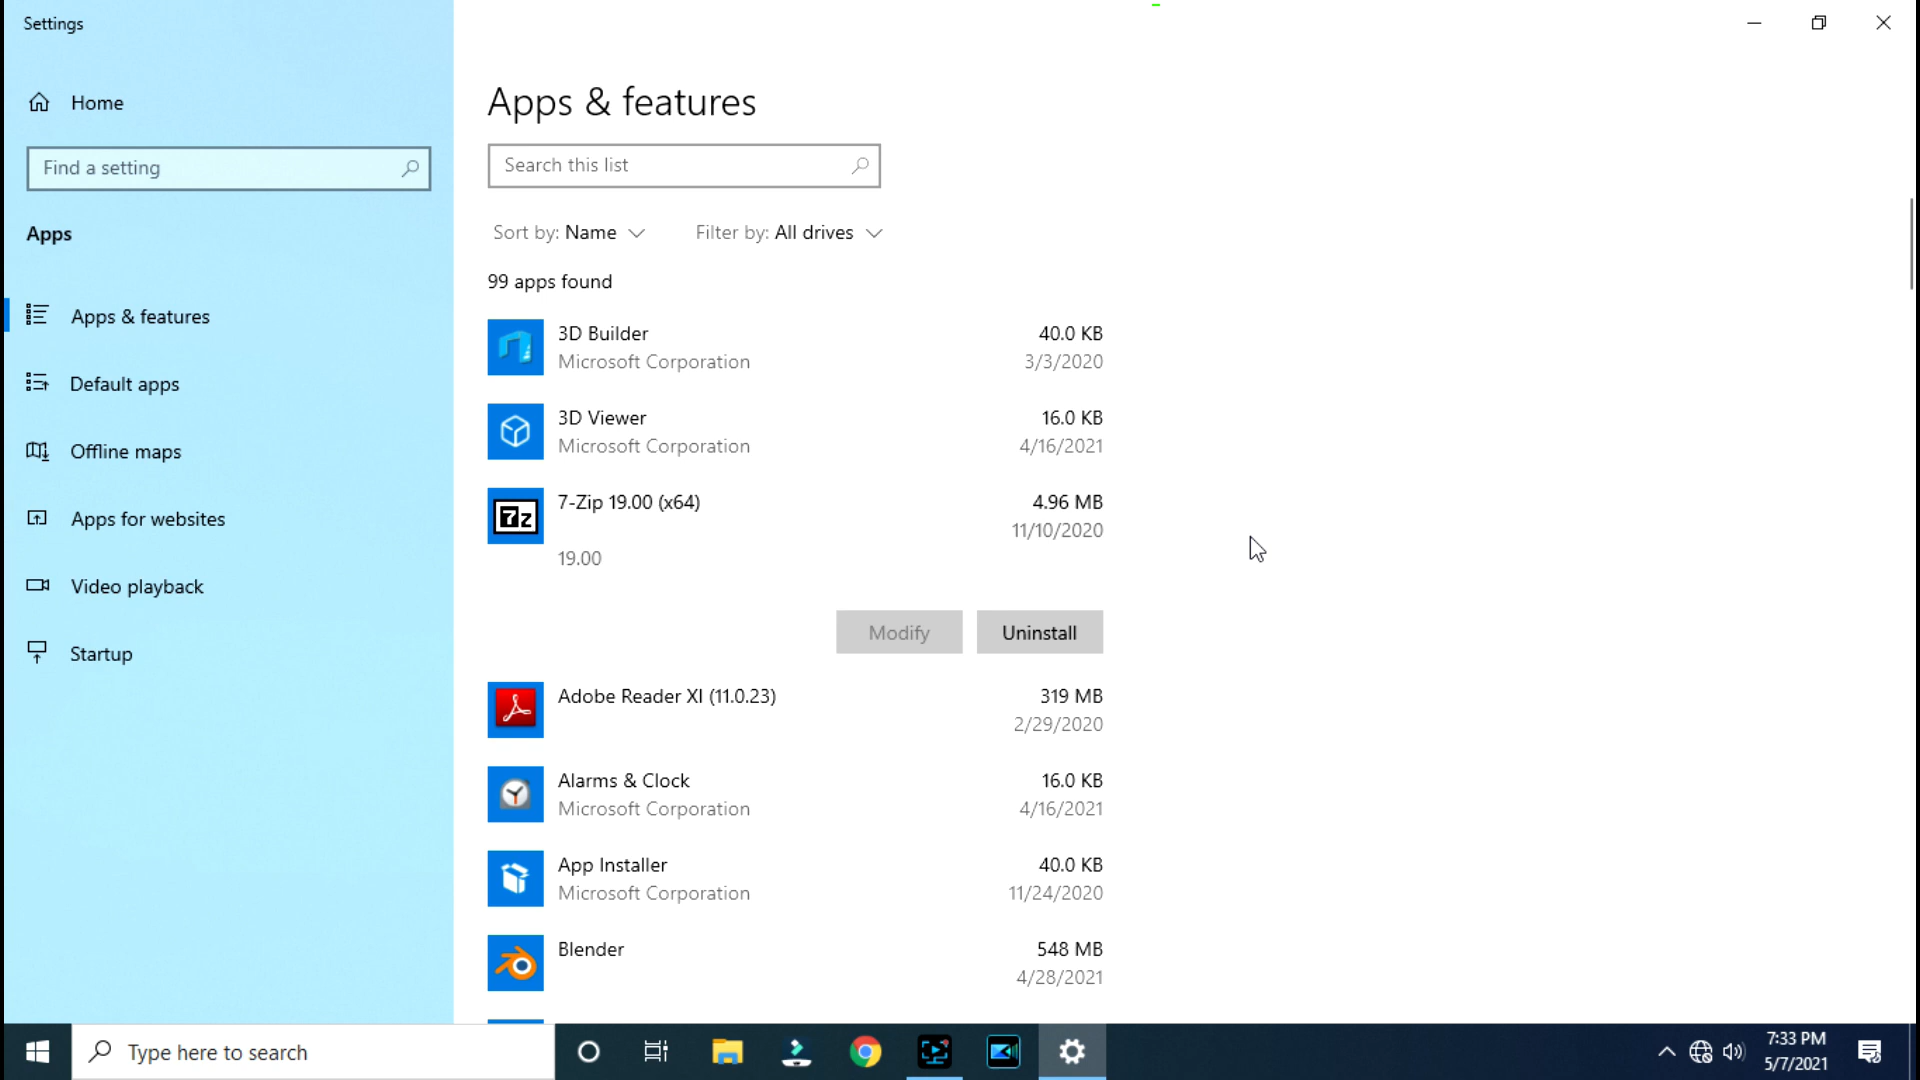 Settings
Home
Find a setting
Apps
Apps & features
Default apps
Offline maps
Apps for websites
Video playback
Startup
Apps & features
Search this list
Sort by: Name Filter by: All drives
99 apps found
3D Builder 40.0 KB
Microsoft Corporation 3/3/2020
3D Viewer 16.0 KB
Microsoft Corporation 4/16/2021
7-Zip 19.00 (x64) 4.96 MB
11/10/2020
19.00
Modify Uninstall
Adobe Reader XI (11.0.23) 319 MB
2/29/2020
Alarms & Clock 16.0 KB
Microsoft Corporation 4/16/2021
App Installer 40.0 KB
Microsoft Corporation 11/24/2020
Blender 548 MB
4/28/2021
Type here to search
7:33 PM
5/7/2021
7z